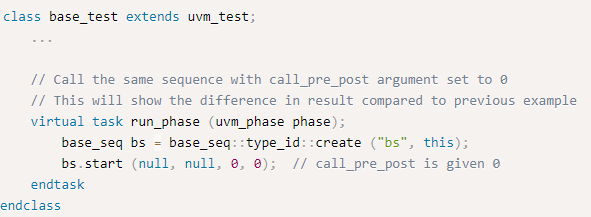 class base_test extends uvm_test;
...
// Call the same sequence with call_pre_post argument set to 0
// This will show the difference in result compared to previous example
virtual task run_phase (uvm_phase phase);
base_seq bs = base_seq::type_id::create ("bs", this);
bs.start (null, null, 0, 0);  // call_pre_post is given 0
endtask
endclass